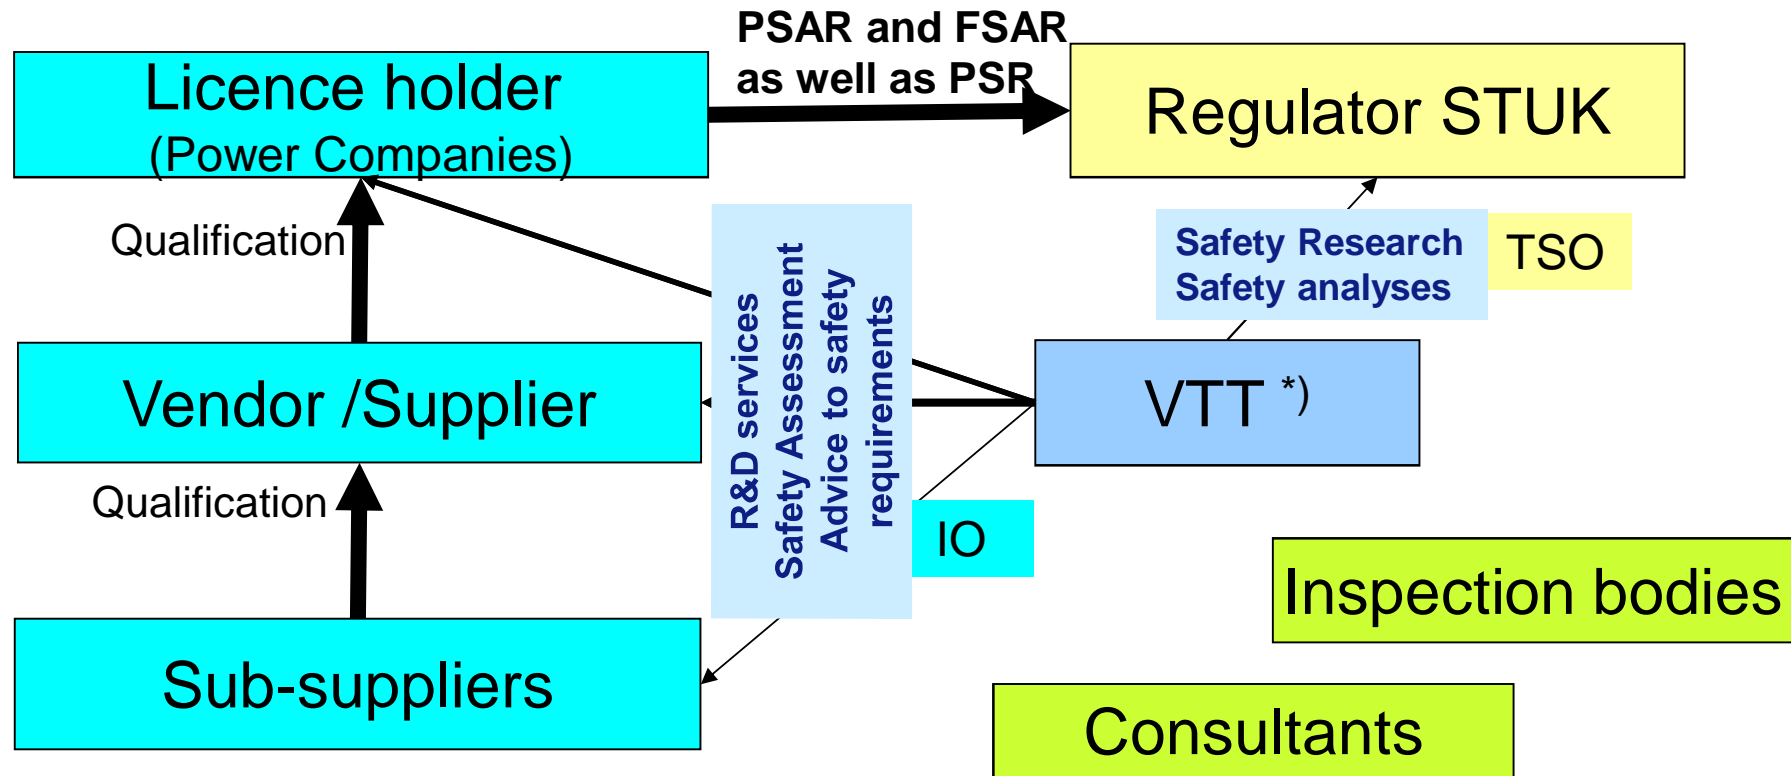 PSAR and FSAR
as well as PSR
Licence holder
(Power Companies)
Regulator STUK
Qualification
Safety Research
Safety analyses
TSO
R&D services
Safety Assessment
Advice to safety
requirements
Vendor /Supplier
VTT *)
Qualification
IO
Inspection bodies
Sub-suppliers
Consultants